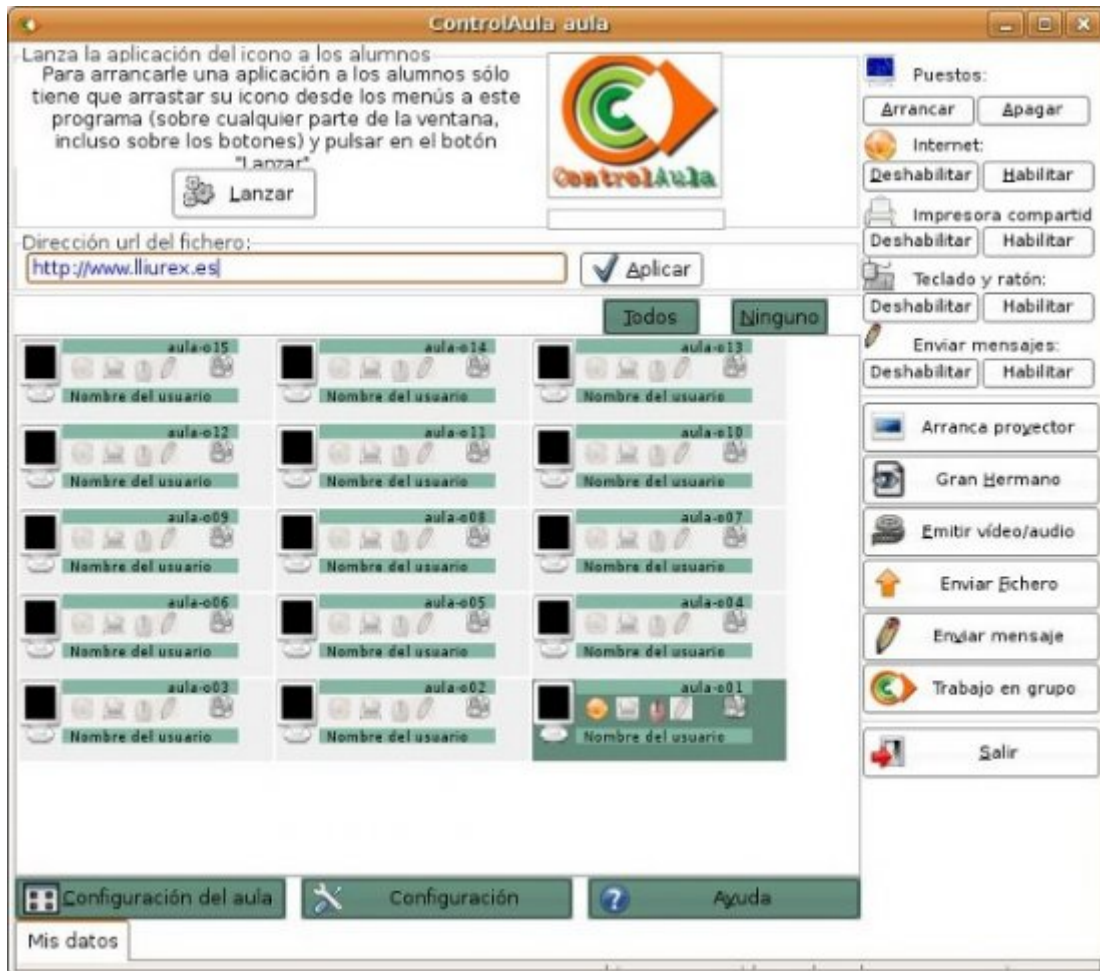 ControlAula aula
Lanza la aplicación del icono a los alumnos
Para arrancarle una aplicación a los alumnos sólo
tiene que arrastar su icono desde los menús a este
programa (sobre cualquier parte de la ventana,
incluso sobre los botones) y pulsar en el botón
"Lanzar"
Lanzar
ControlAula
Dirección url del fichero:
http://www.lliurex.es
Aplicar
Todos Ninguno
aula-o15 aula-o14 aula-o13
Nombre del usuario Nombre del usuario Nombre del usuario
aula-o12 aula-o11 aula-o10
Nombre del usuario Nombre del usuario Nombre del usuario
aula-o09 aula-o08 aula-o07
Nombre del usuario Nombre del usuario Nombre del usuario
aula-o06 aula-o05 aula-o04
Nombre del usuario Nombre del usuario Nombre del usuario
aula-o03 aula-o02 aula-o01
Nombre del usuario Nombre del usuario Nombre del usuario
Configuración del aula Configuración Ayuda
Mis datos
Puestos:
Arrancar Apagar
Internet:
Deshabilitar Habilitar
Impresora compartid
Deshabilitar Habilitar
Teclado y ratón:
Deshabilitar Habilitar
Enviar mensajes:
Deshabilitar Habilitar
Arranca proyector
Gran Hermano
Emitir vídeo/audio
Enviar Fichero
Enviar mensaje
Trabajo en grupo
Salir